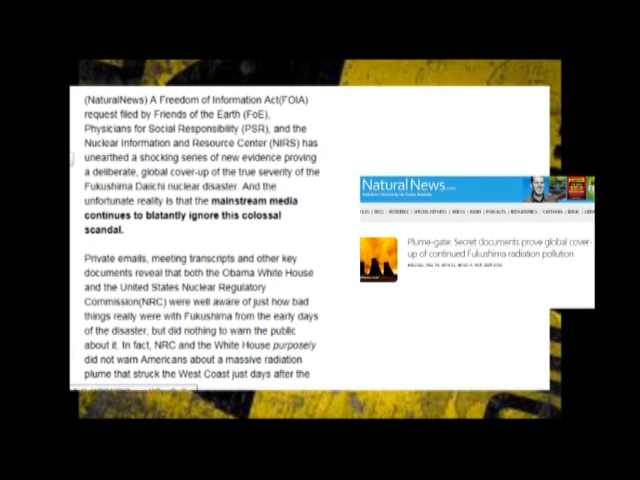 (NaturalNews) A Freedom of Information Act(FOIA)
request filed by Friends of the Earth (FoE),
Physicians for Social Responsibility (PSR), and the
Nuclear Information and Resource Center (NIRS) has
unearthed a shocking series of new evidence proving
a deliberate, global cover-up of the true severity of the
Fukushima Daiichi nuclear disaster. And the
unfortunate reality is that the mainstream media
continues to blatantly ignore this colossal
scandal.
Private emails, meeting transcripts and other key
documents reveal that both the Obama White House
and the United States Nuclear Regulatory
Commission(NRC) were well aware of just how bad
things really were with Fukushima from the early days
of the disaster, but did nothing to warn the public
about it. In fact, NRC and the White House purposely
did not warn Americans about a massive radiation
plume that struck the West Coast just days after the
NaturalNews.com
Plume-gate: Secret documents prove global cover-
up of continued Fukushima radiation pollution